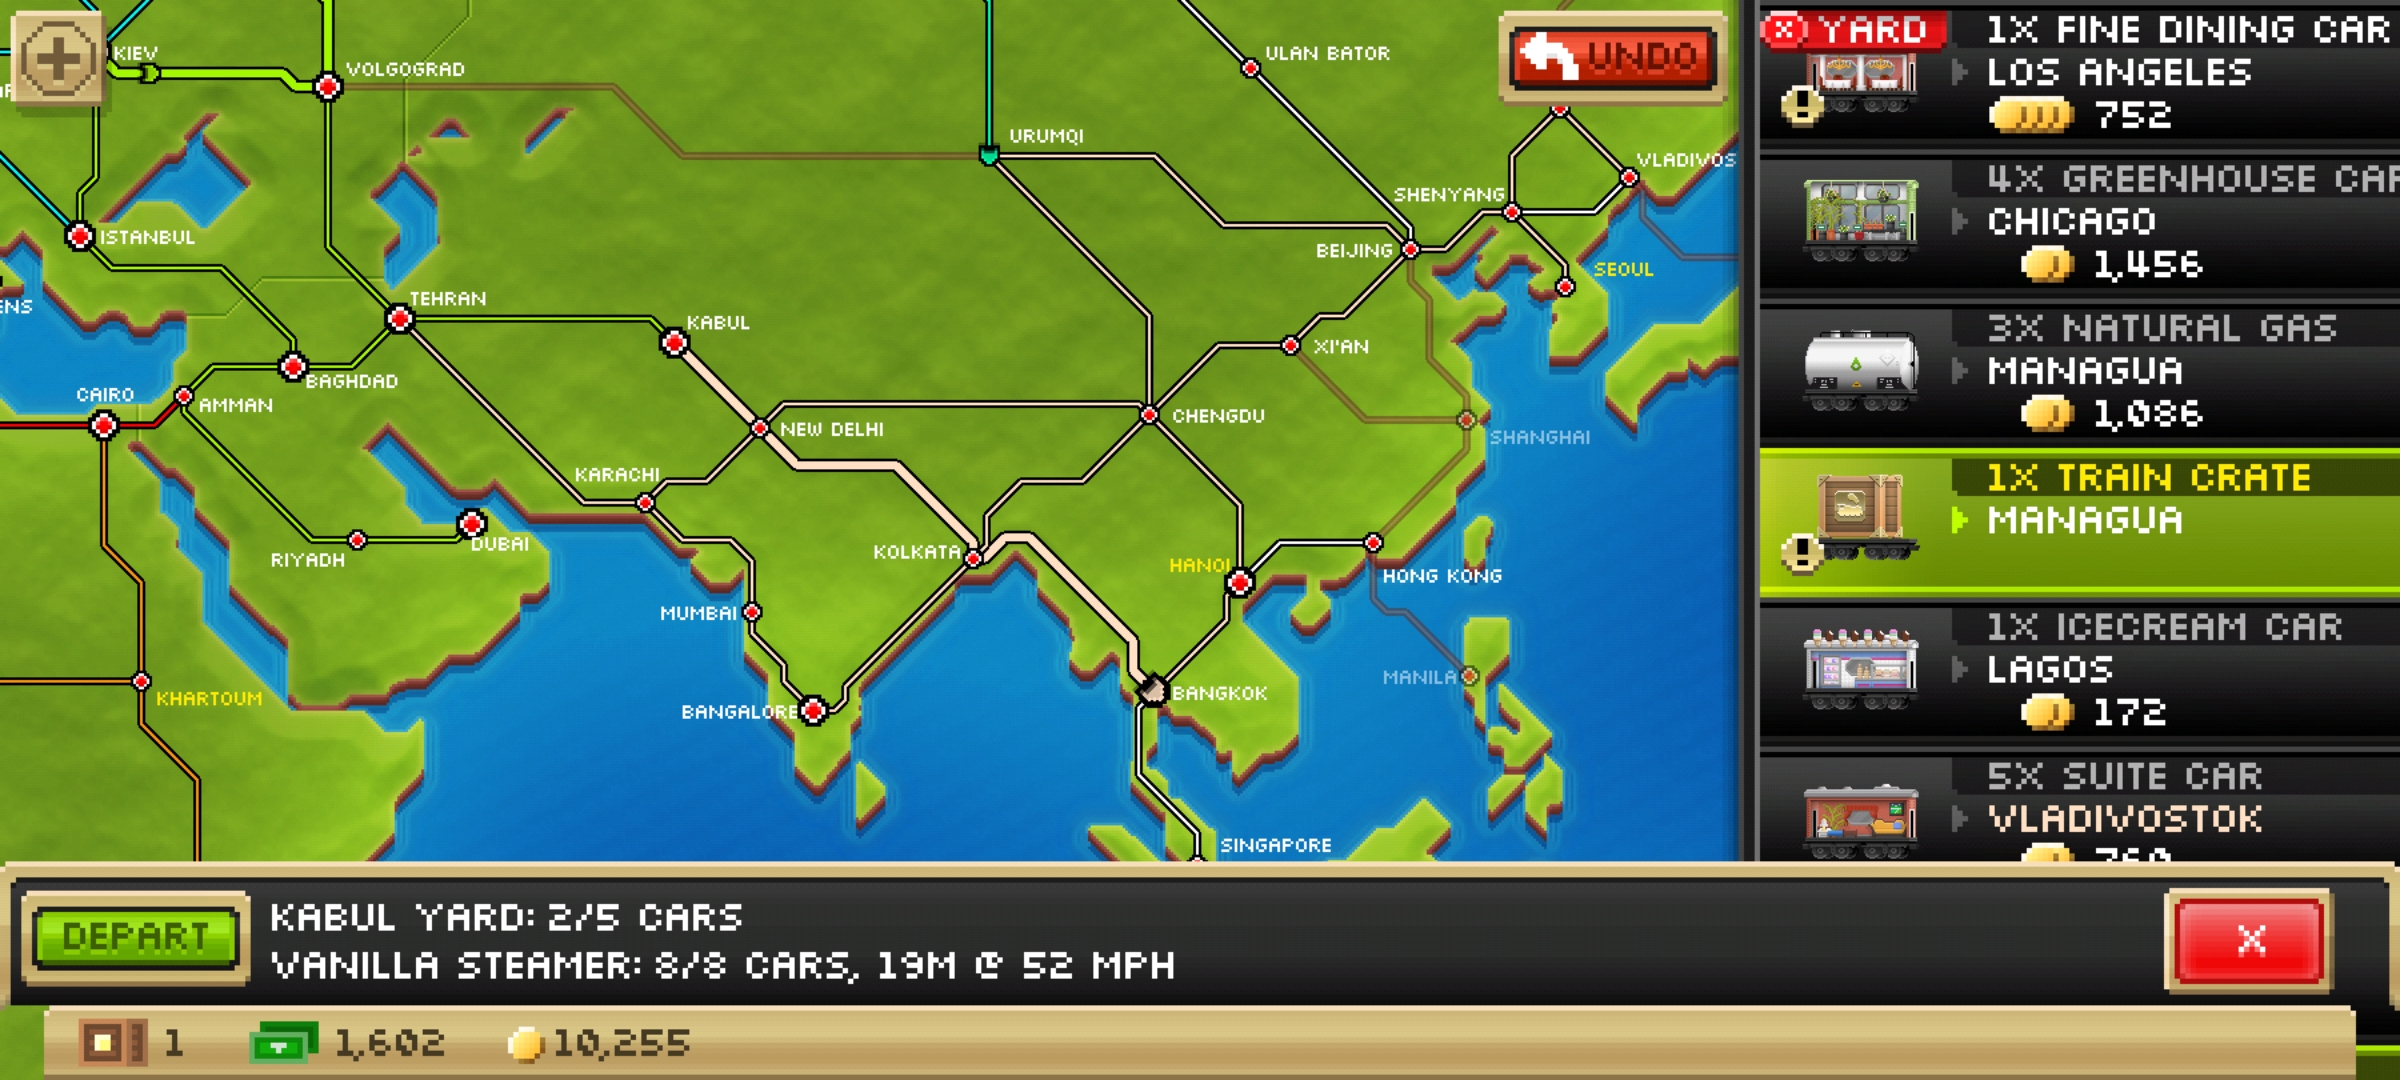 KIEV
VOLGOGRAD
ULAN BATOR
UNDO
URUMQI
VLADIVOS
SHENYANG
ISTANBUL
BEIJING
SEOUL
ENS
TEHRAN
KABUL
XI'AN
BAGHDAD
CAIRO
AMMAN
NEW DELHI
CHENGDU
SHANGHAI
KARACHI
RIYADH
DUBAI
KOLKATA
HANOI
HONG KONG
MUMBAI
KHARTOUM
BANGALORE
BANGKOK
MANILA
SINGAPORE
YARD
1X FINE DINING CAR
LOS ANGELES
752
4X GREENHOUSE CAR
CHICAGO
1,456
3X NATURAL GAS
MANAGUA
1,086
1X TRAIN CRATE
MANAGUA
1X ICECREAM CAR
LAGOS
172
5X SUITE CAR
VLADIVOSTOK
DEPART
KABUL YARD: 2/5 CARS
VANILLA STEAMER: 8/8 CARS, 19M @ 52 MPH
X
1
1,602
10,255